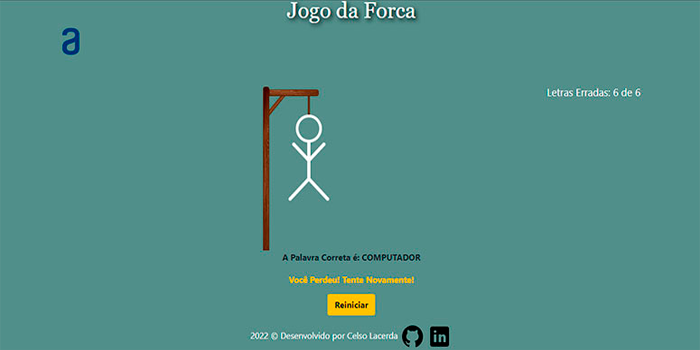 Jogo da Forca
a
Letras Erradas: 6 de 6
A Palavra Correta é: COMPUTADOR
Você Perdeu! Tente Novamente!
Reiniciar
2022 © Desenvolvido por Celso Lacerda
in